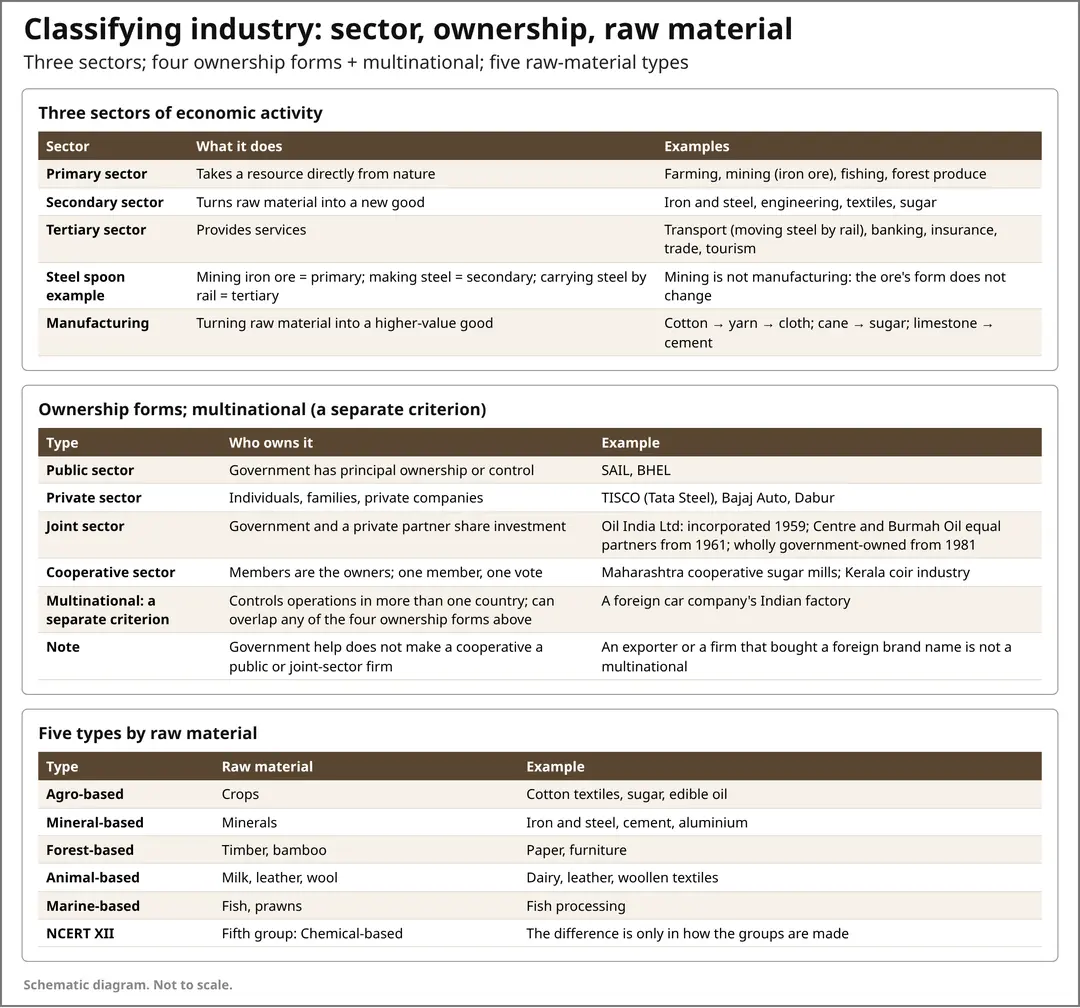 Classifying industry: sector, ownership, raw material
Three sectors; four ownership forms + multinational; five raw-material types
Three sectors of economic activity
Sector What it does Examples
Primary sector Takes a resource directly from nature Farming, mining (iron ore), fishing, forest produce
Secondary sector Turns raw material into a new good Iron and steel, engineering, textiles, sugar
Tertiary sector Provides services Transport (moving steel by rail), banking, insurance,
trade, tourism
Steel spoon Mining iron ore = primary; making steel = secondary; carrying steel by Mining is not manufacturing: the ore's form does not
example rail = tertiary change
Manufacturing Turning raw material into a higher-value good Cotton → yarn → cloth; cane → sugar; limestone →
cement
Ownership forms; multinational (a separate criterion)
Type Who owns it Example
Public sector Government has principal ownership or control SAIL, BHEL
Private sector Individuals, families, private companies TISCO (Tata Steel), Bajaj Auto, Dabur
Joint sector Government and a private partner share investment Oil India Ltd: incorporated 1959; Centre and Burmah Oil equal
partners from 1961; wholly government-owned from 1981
Cooperative sector Members are the owners; one member, one vote Maharashtra cooperative sugar mills; Kerala coir industry
Multinational: a Controls operations in more than one country; can A foreign car company's Indian factory
separate criterion overlap any of the four ownership forms above
Note Government help does not make a cooperative a An exporter or a firm that bought a foreign brand name is not a
public or joint-sector firm multinational
Five types by raw material
Type Raw material Example
Agro-based Crops Cotton textiles, sugar, edible oil
Mineral-based Minerals Iron and steel, cement, aluminium
Forest-based Timber, bamboo Paper, furniture
Animal-based Milk, leather, wool Dairy, leather, woollen textiles
Marine-based Fish, prawns Fish processing
NCERT XII Fifth group: Chemical-based The difference is only in how the groups are made
Schematic diagram. Not to scale.